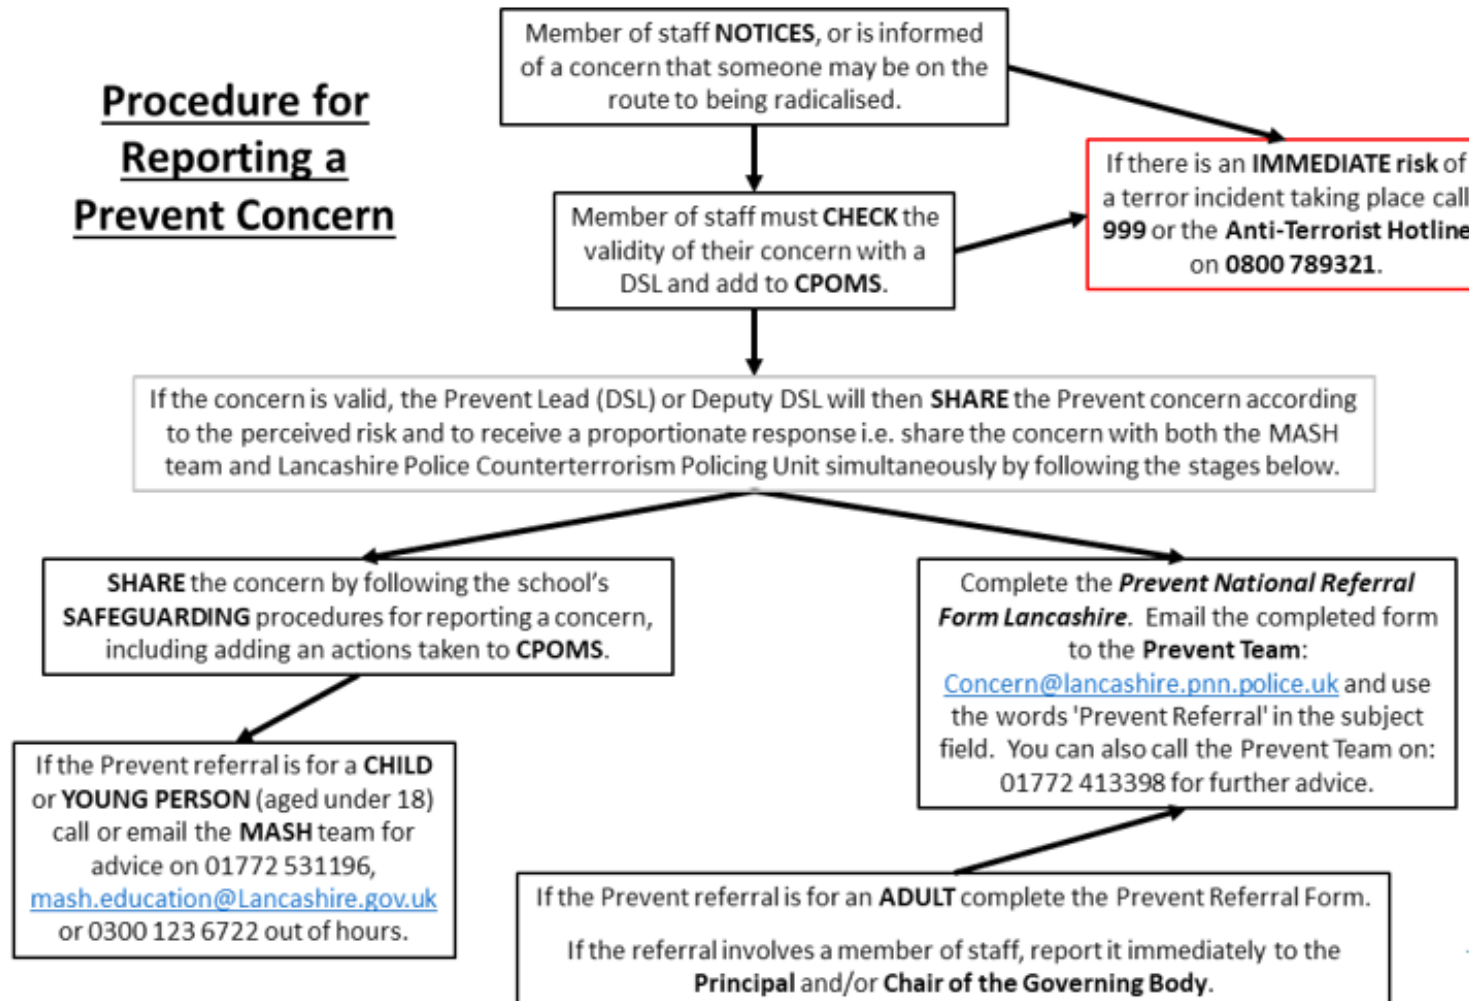 Procedure for
Reporting a
Prevent Concern
Member of staff NOTICES, or is informed
of a concern that someone may be on the
route to being radicalised.
If there is an IMMEDIATE risk of
a terror incident taking place call
999 or the Anti-Terrorist Hotline
on 0800 789321.
Member of staff must CHECK the
validity of their concern with a
DSL and add to CPOMS.
If the concern is valid, the Prevent Lead (DSL) or Deputy DSL will then SHARE the Prevent concern according
to the perceived risk and to receive a proportionate response i.e. share the concern with both the MASH
team and Lancashire Police Counterterrorism Policing Unit simultaneously by following the stages below.
SHARE the concern by following the school's
SAFEGUARDING procedures for reporting a concern,
including adding an actions taken to CPOMS.
Complete the Prevent National Referral
Form Lancashire. Email the completed form
to the Prevent Team:
Concern@lancashire.pnn.police.uk and use
the words 'Prevent Referral' in the subject
field. You can also call the Prevent Team on:
01772 413398 for further advice.
If the Prevent referral is for a CHILD
or YOUNG PERSON (aged under 18)
call or email the MASH team for
advice on 01772 531196,
mash.education@Lancashire.gov.uk
or 0300 123 6722 out of hours.
If the Prevent referral is for an ADULT complete the Prevent Referral Form.
If the referral involves a member of staff, report it immediately to the
Principal and/or Chair of the Governing Body.